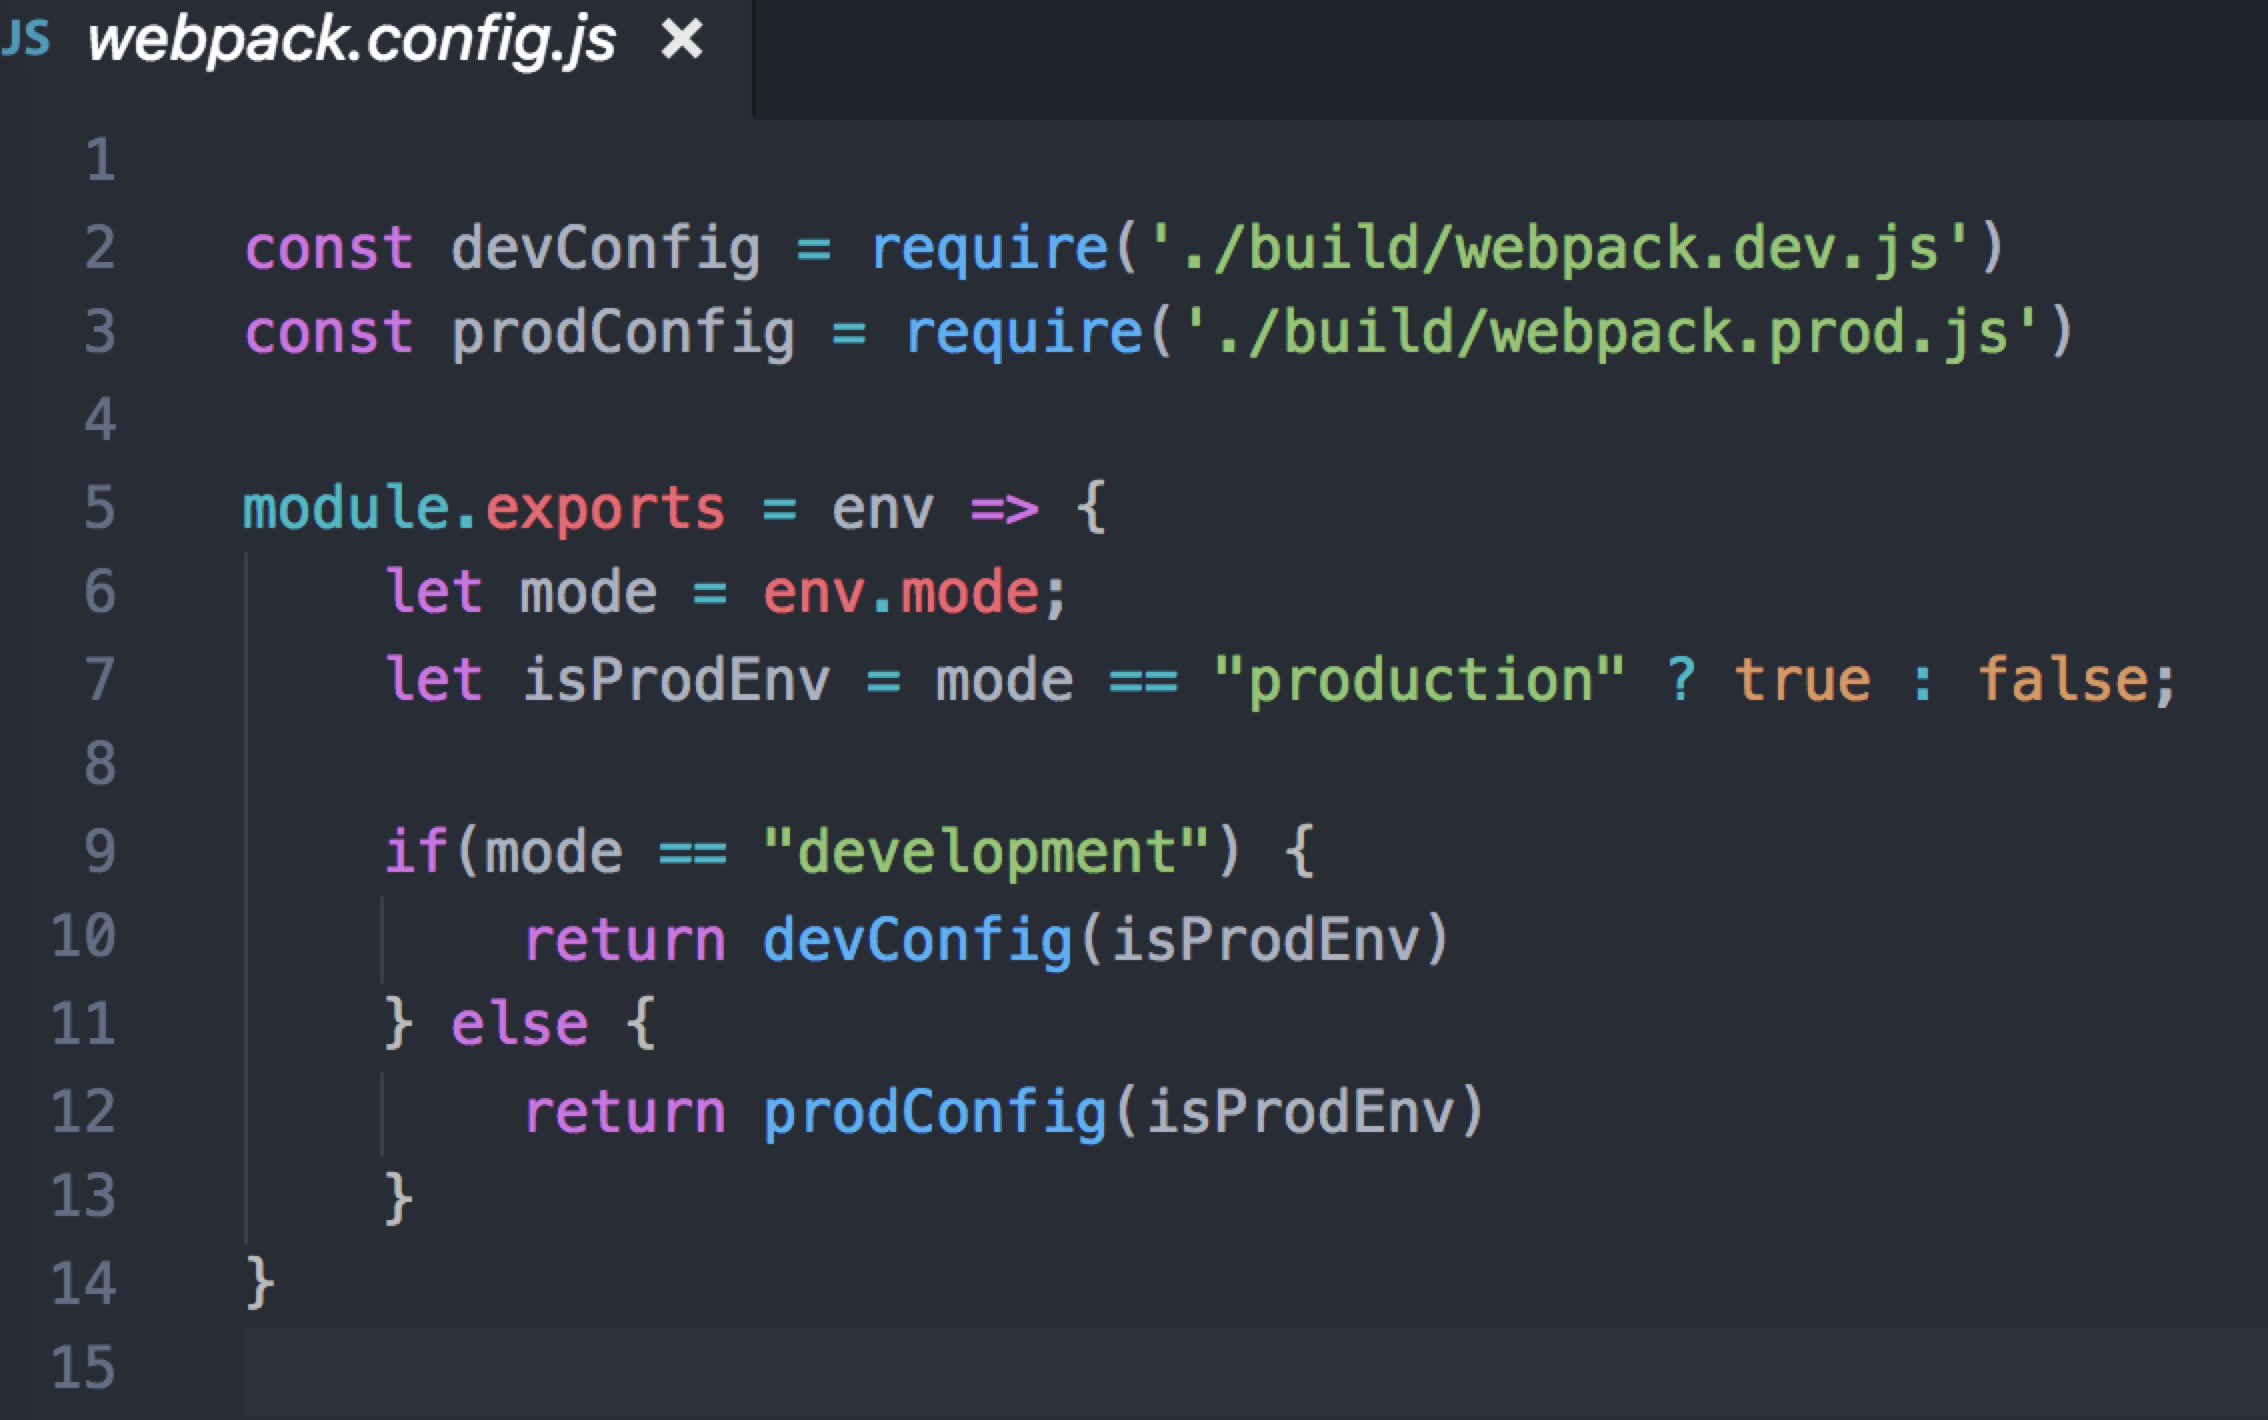 JS webpack.config.js ×
1
2 const devConfig = require('./build/webpack.dev.js')
3 const prodConfig = require('./build/webpack.prod.js')
4
5 module.exports = env => {
6     let mode = env.mode;
7     let isProdEnv = mode == "production" ? true : false;
8
9     if(mode == "development") {
10         return devConfig(isProdEnv)
11     } else {
12         return prodConfig(isProdEnv)
13     }
14 }
15